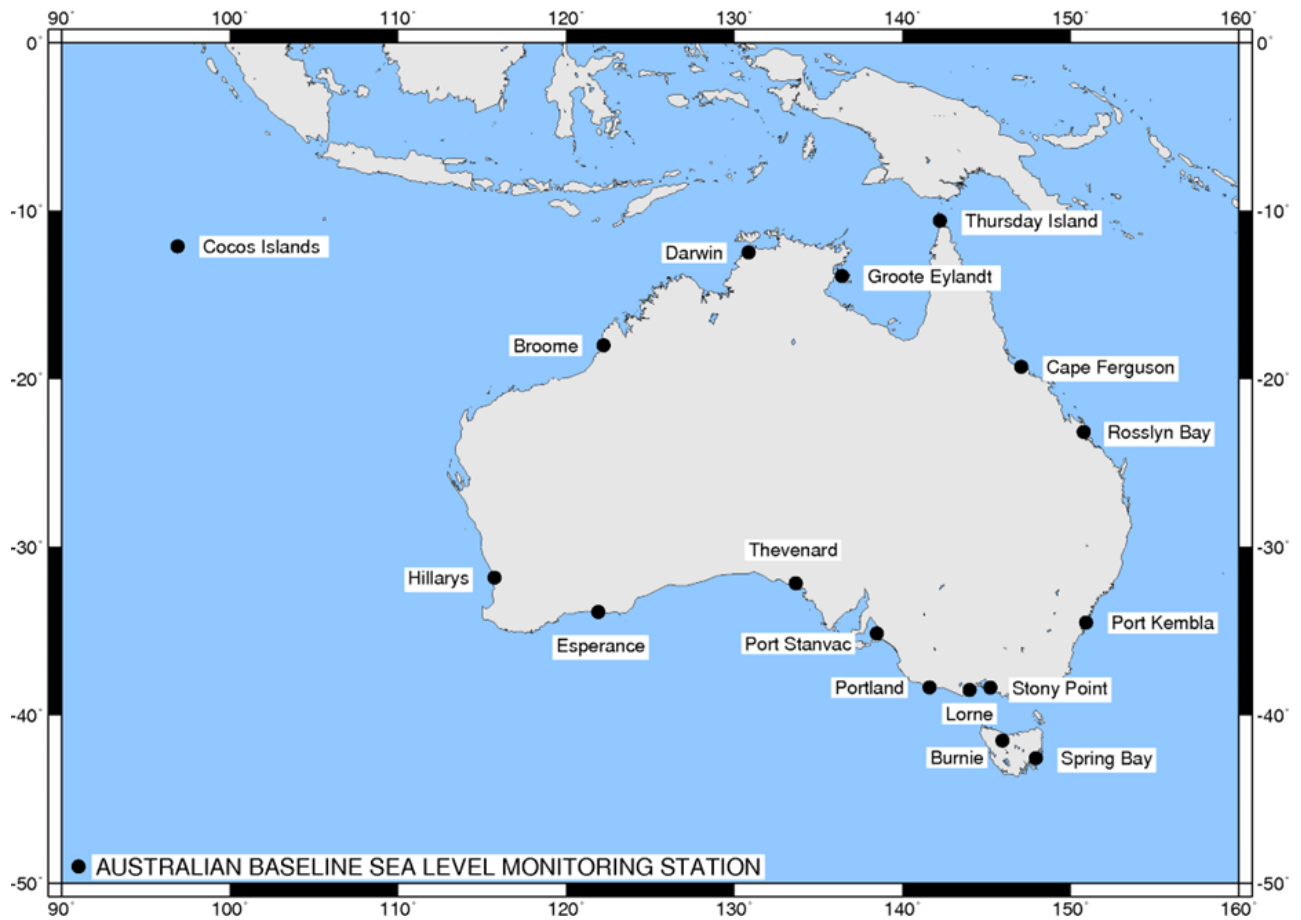 90° 100° 110° 120° 130° 140° 150° 160°
0° 0°
-10° -10°
Thursday Island
Cocos Islands
Darwin
Groote Eylandt
Broome
Cape Ferguson
-20° -20°
Rosslyn Bay
-30° -30°
Thevenard
Hillarys
Port Kembla
Esperance
Port Stanvac
Portland
Stony Point
Lorne
-40° -40°
Burnie
Spring Bay
AUSTRALIAN BASELINE SEA LEVEL MONITORING STATION
-50° -50°
90° 100° 110° 120° 130° 140° 150° 160°